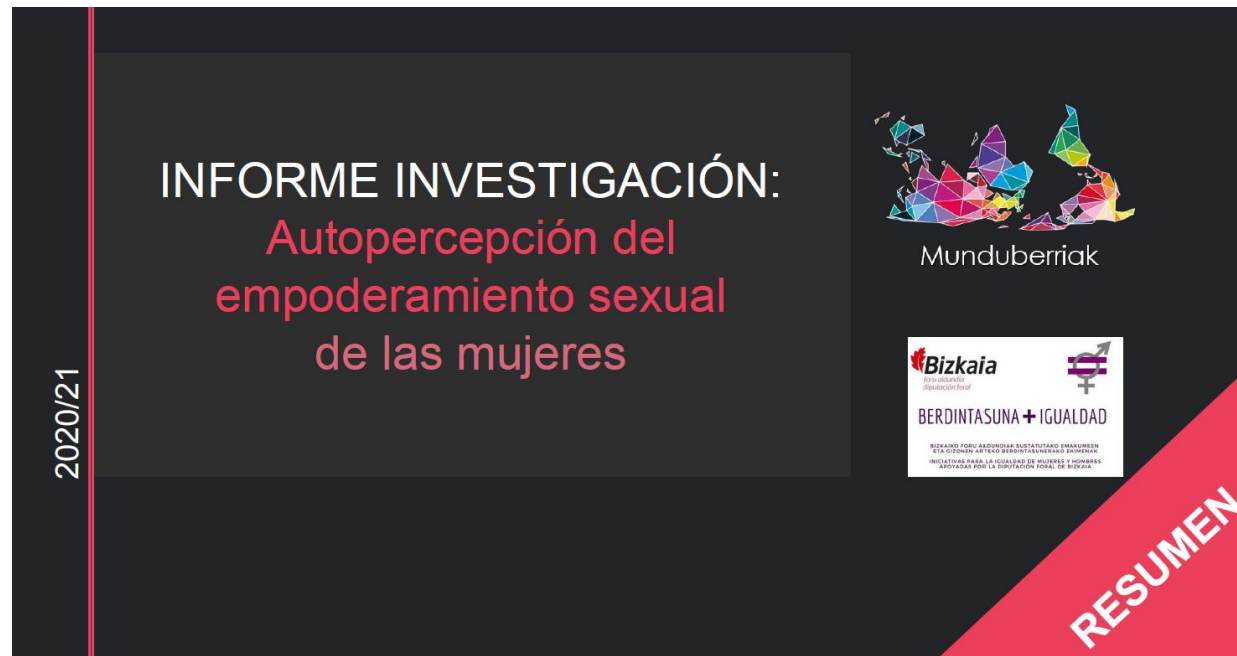 INFORME INVESTIGACIÓN:
Autopercepción del
empoderamiento sexual
de las mujeres
2020/21
Munduberriak
Bizkaia
foru aldundia
diputación foral
BERDINTASUNA + IGUALDAD
BIZKAIKO FORU ALDUNDIAK SUSTATUTAKO EMAKUMEEN
ETA GIZONEN ARTEKO BERDINTASUNERAKO EKIMENAK
INICIATIVAS PARA LA IGUALDAD DE MUJERES Y HOMBRES
APOYADAS POR LA DIPUTACIÓN FORAL DE BIZKAIA
RESUMEN